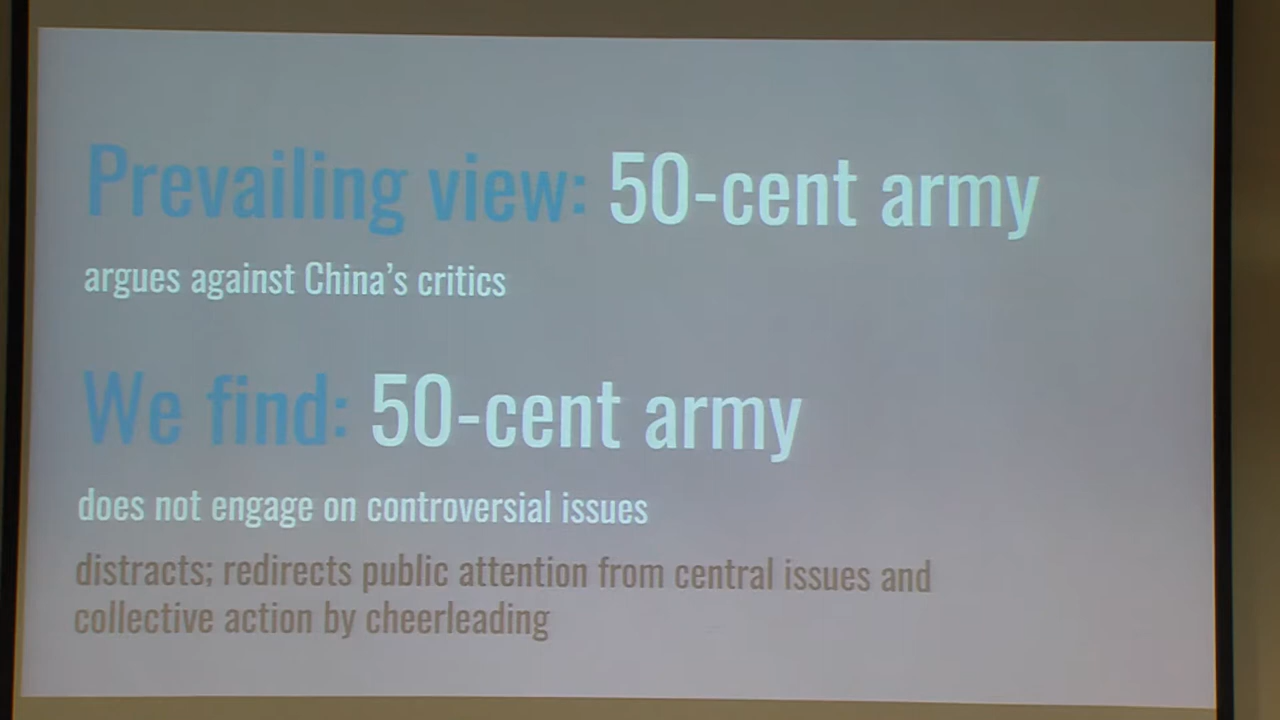 Prevailing view: 50-cent army
argues against China's critics
We find: 50-cent army
does not engage on controversial issues
distracts; redirects public attention from central issues and
collective action by cheerleading